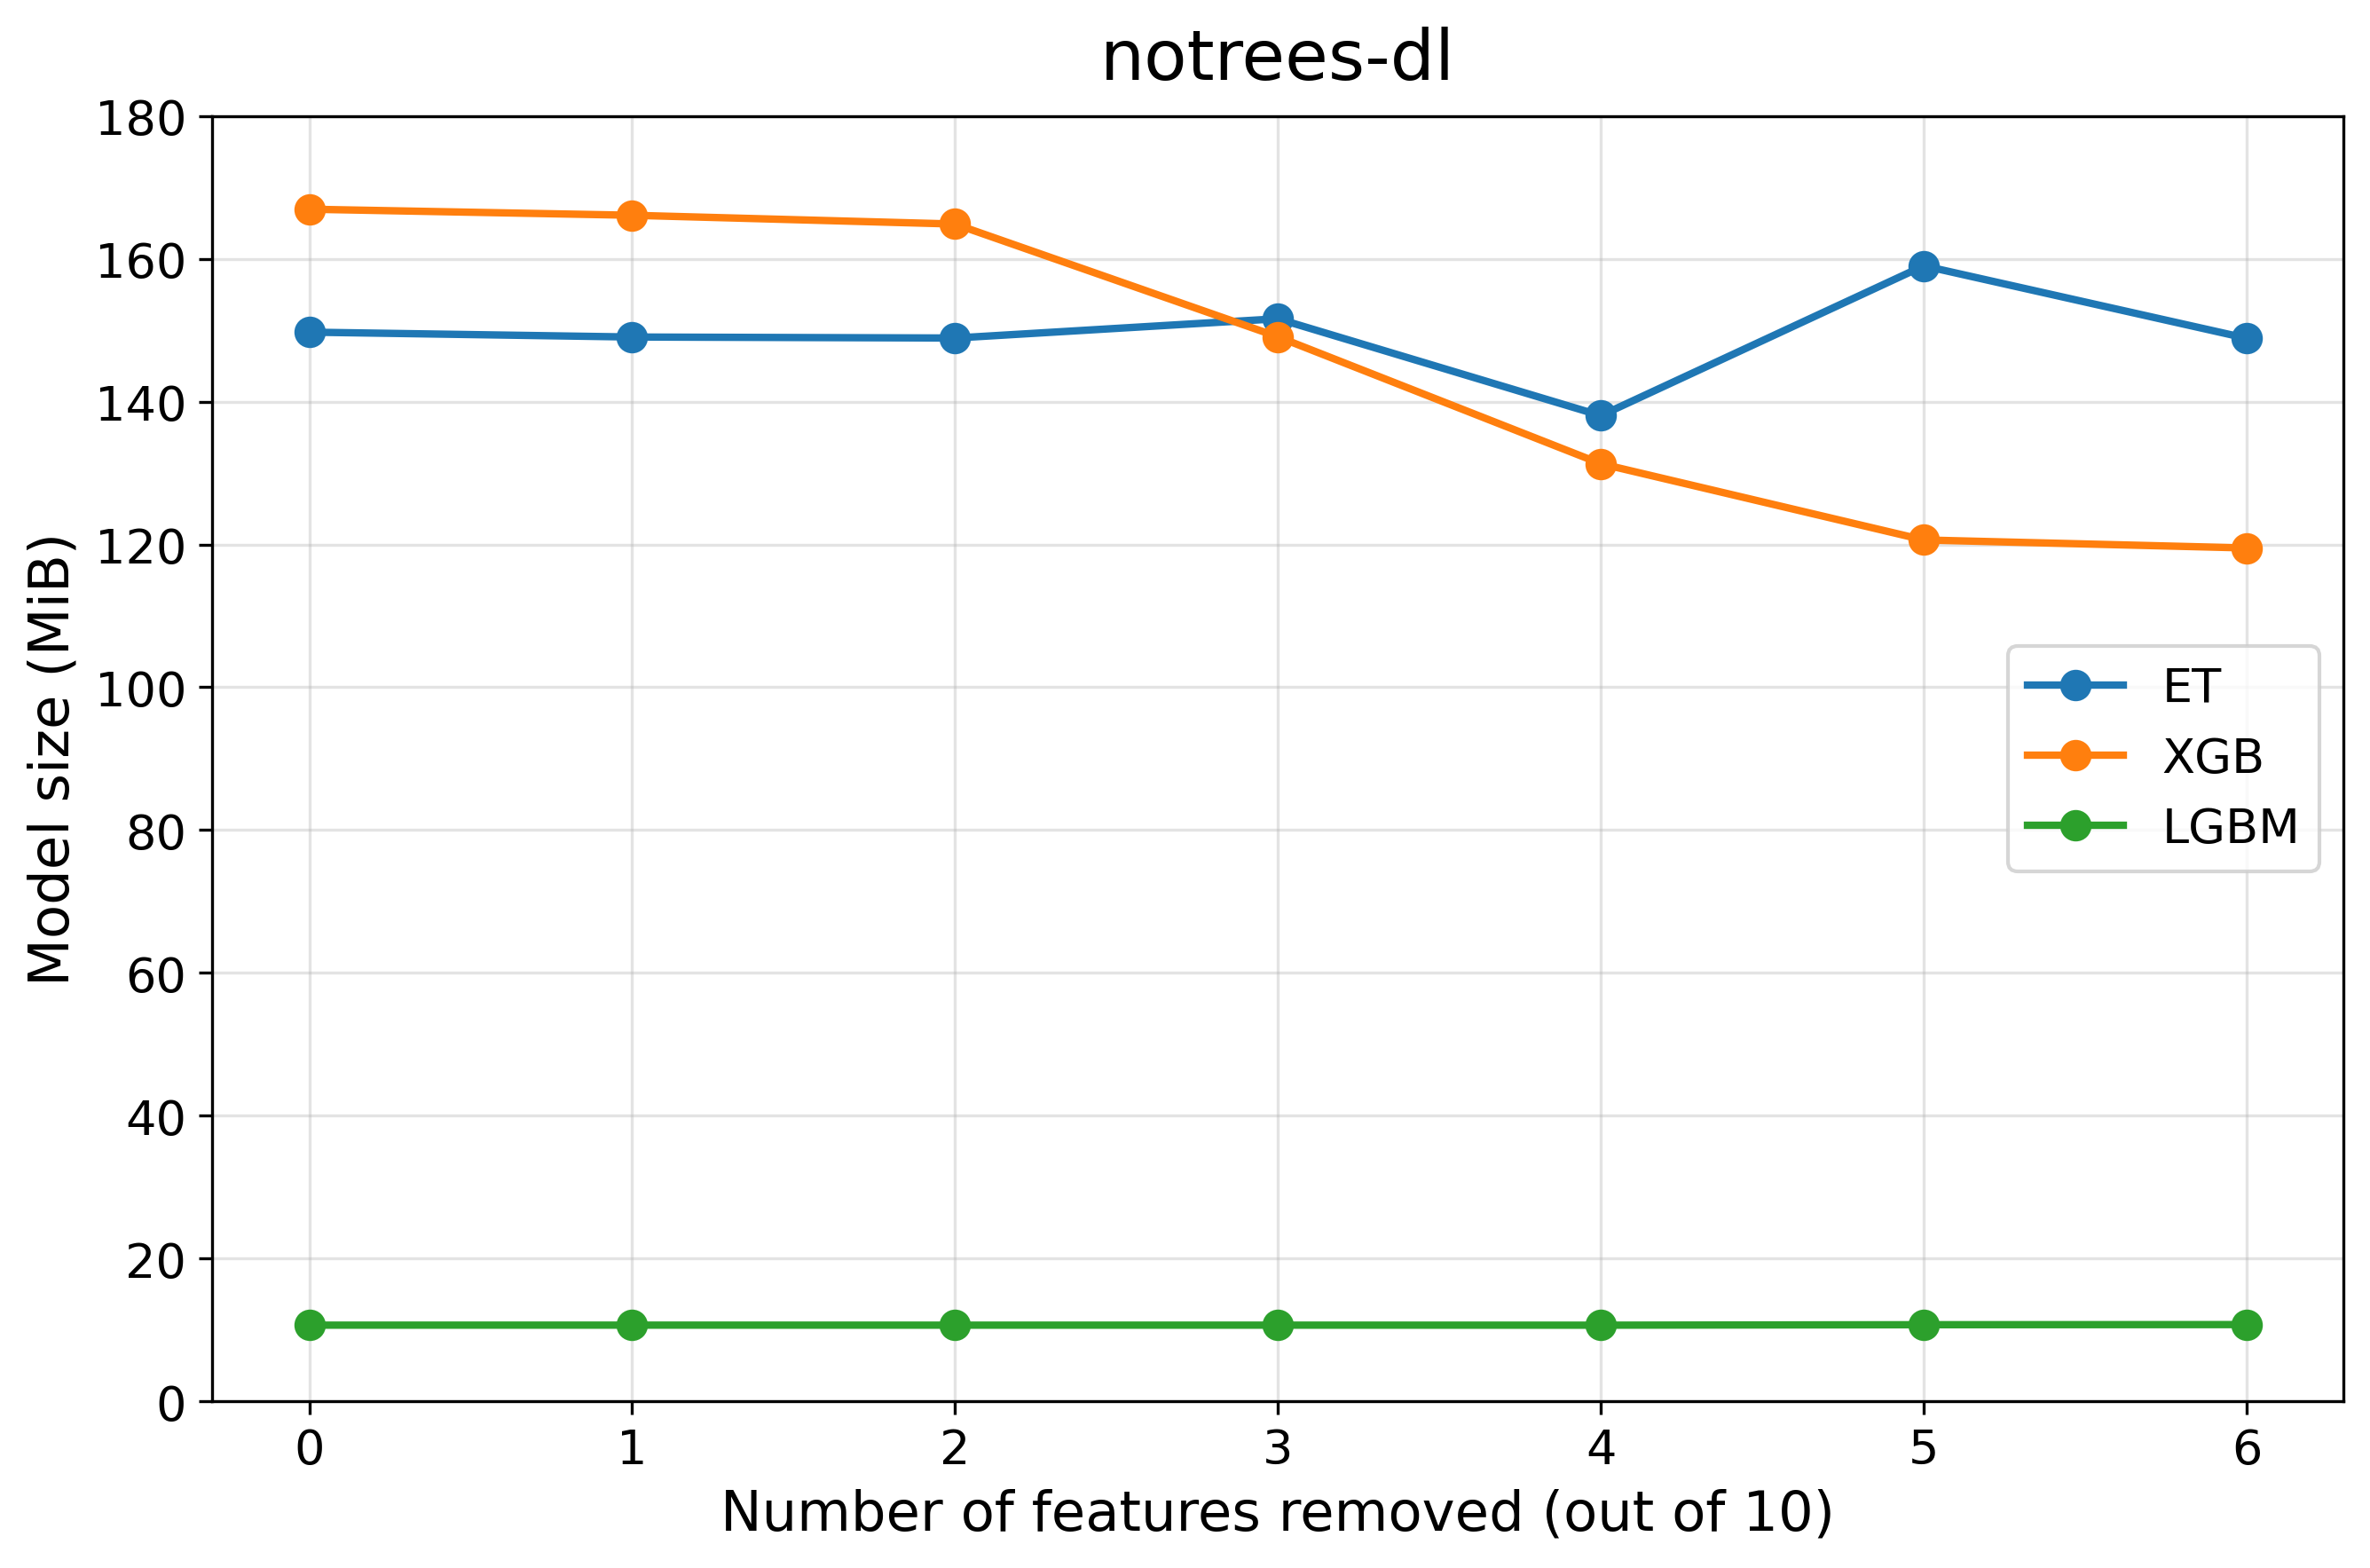 notrees-dl
Model size (MiB)
180
160
140
120
100
80
60
40
20
0
ET
XGB
LGBM
0 1 2 3 4 5 6
Number of features removed (out of 10)